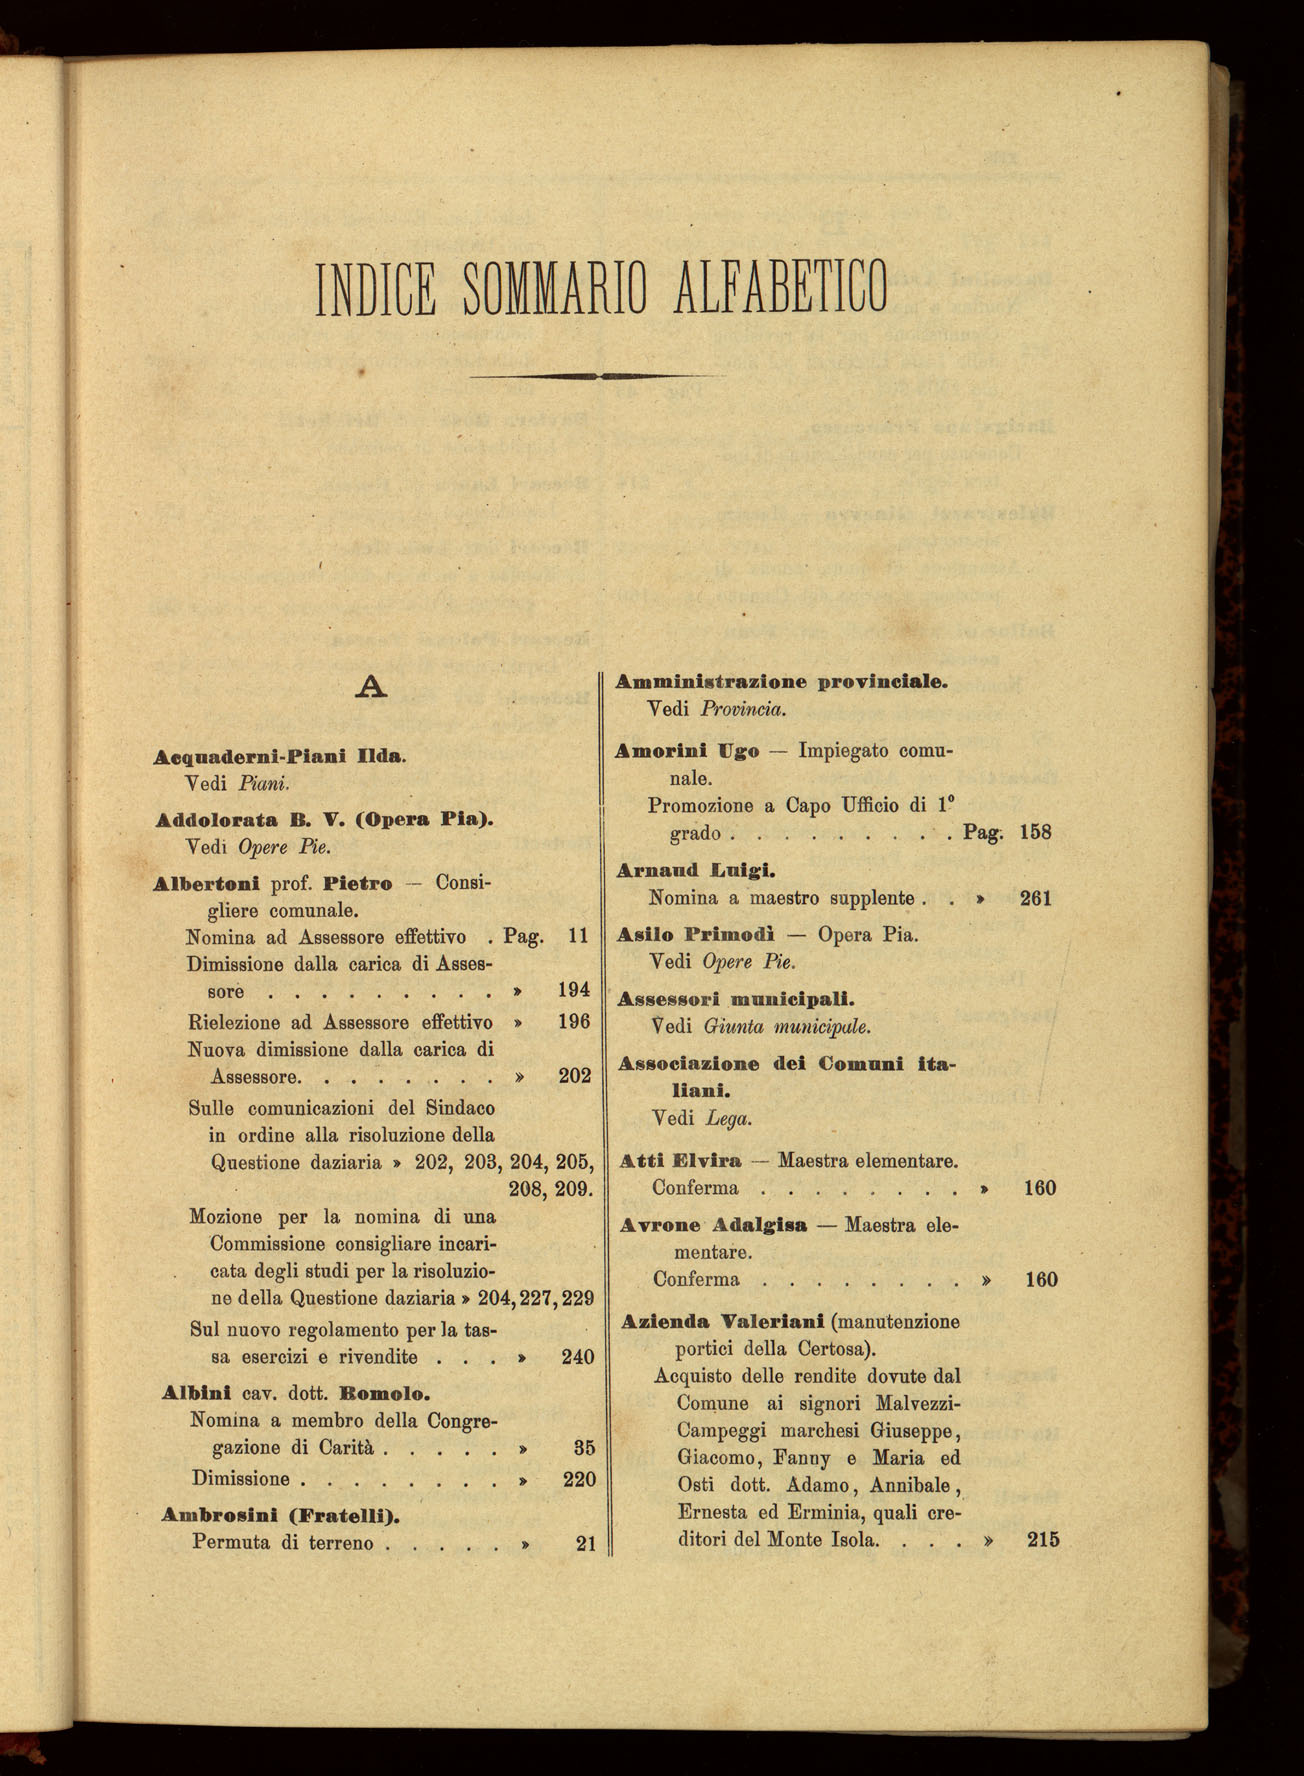 INDICE SOMMARIO ALFABETICO
A
Acquaderni-Piani Ilda.
Vedi Piani.
Addolorata B. V. (Opera Pia).
Vedi Opere Pie.
Albertoni prof. Pietro — Consi-
gliere comunale.
Nomina ad Assessore effettivo . Pag. 11
Dimissione dalla carica di Asses-
sore . . . . . . . . . » 194
Rielezione ad Assessore effettivo » 196
Nuova dimissione dalla carica di
Assessore. . . . . . . . » 202
Sulle comunicazioni del Sindaco
in ordine alla risoluzione della
Questione daziaria » 202, 203, 204, 205,
208, 209.
Mozione per la nomina di una
Commissione consigliare incari-
cata degli studi per la risoluzio-
ne della Questione daziaria » 204, 227, 229
Sul nuovo regolamento per la tas-
sa esercizi e rivendite . . . » 240
Albini cav. dott. Romolo.
Nomina a membro della Congre-
gazione di Carità . . . . . » 35
Dimissione . . . . . . . . » 220
Ambrosini (Fratelli).
Permuta di terreno . . . . . » 21
Amministrazione provinciale.
Vedi Provincia.
Amorini Ugo — Impiegato comu-
nale.
Promozione a Capo Ufficio di 1º
grado . . . . . . . . . Pag. 158
Arnaud Luigi.
Nomina a maestro supplente . . » 261
Asilo Primodì — Opera Pia.
Vedi Opere Pie.
Assessori municipali.
Vedi Giunta municipale.
Associazione dei Comuni ita-
liani.
Vedi Lega.
Atti Elvira — Maestra elementare.
Conferma . . . . . . . . . » 160
Avrone Adalgisa — Maestra ele-
mentare.
Conferma . . . . . . . . . » 160
Azienda Valeriani (manutenzione
portici della Certosa).
Acquisto delle rendite dovute dal
Comune ai signori Malvezzi-
Campeggi marchesi Giuseppe,
Giacomo, Fanny e Maria ed
Osti dott. Adamo, Annibale,
Ernesta ed Erminia, quali cre-
ditori del Monte Isola. . . . » 215